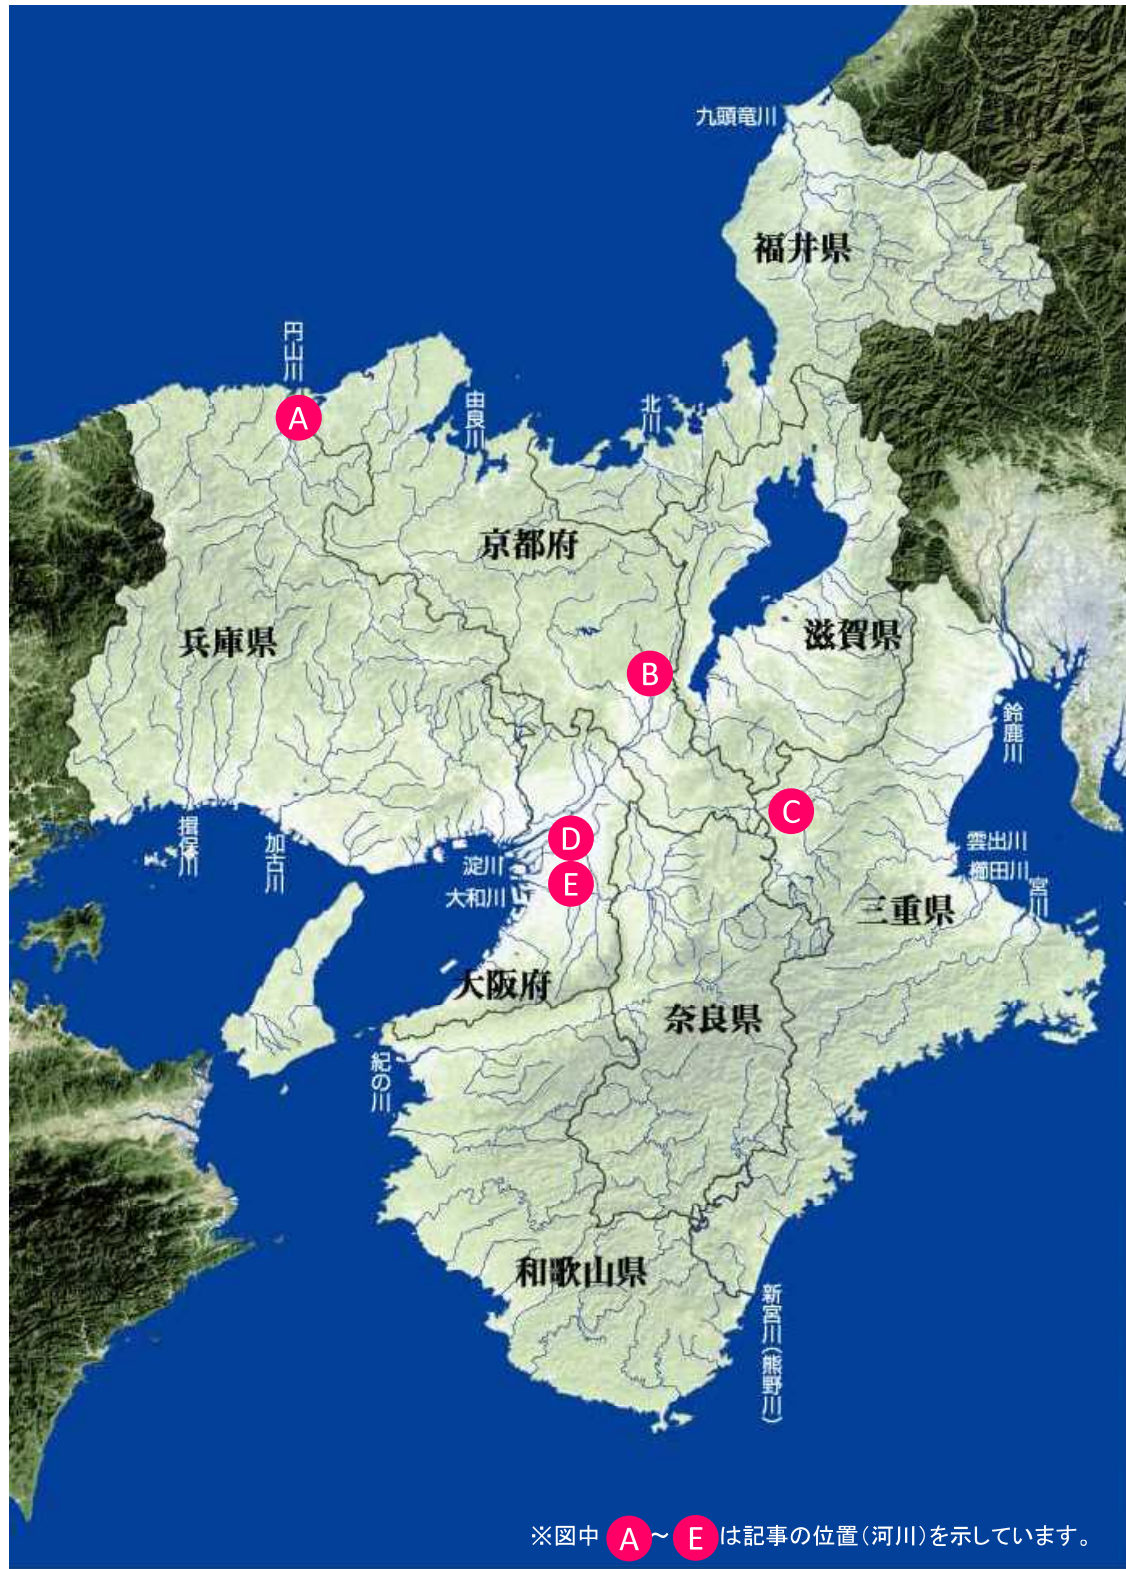 九頭竜川
福井県
円山川
A
由良川
北川
京都府
兵庫県
滋賀県
B
鈴鹿川
C
揖保川
加古川
D
淀川
E
大和川
雲出川
櫛田川
宮川
三重県
大阪府
奈良県
紀の川
和歌山県
新宮川(熊野川)
※図中 A ～ E は記事の位置(河川)を示しています。